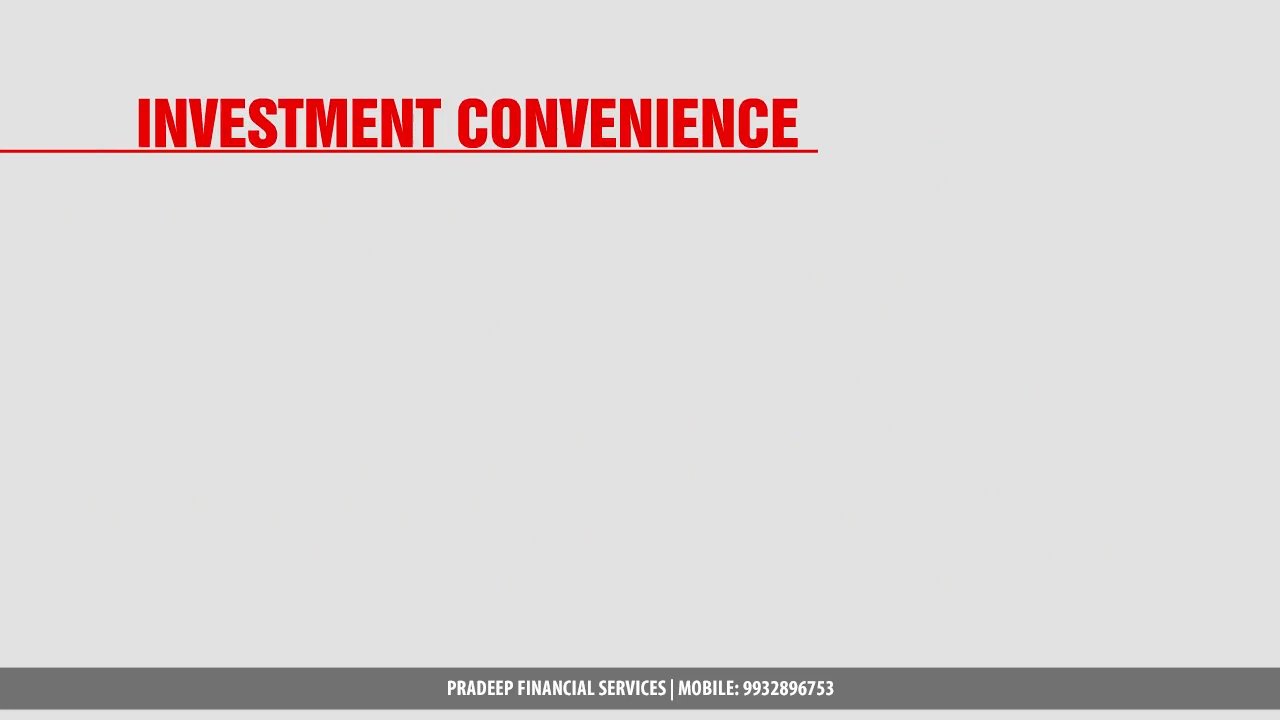 INVESTMENT CONVENIENCE
PRADEEP FINANCIAL SERVICES | MOBILE: 9932896753